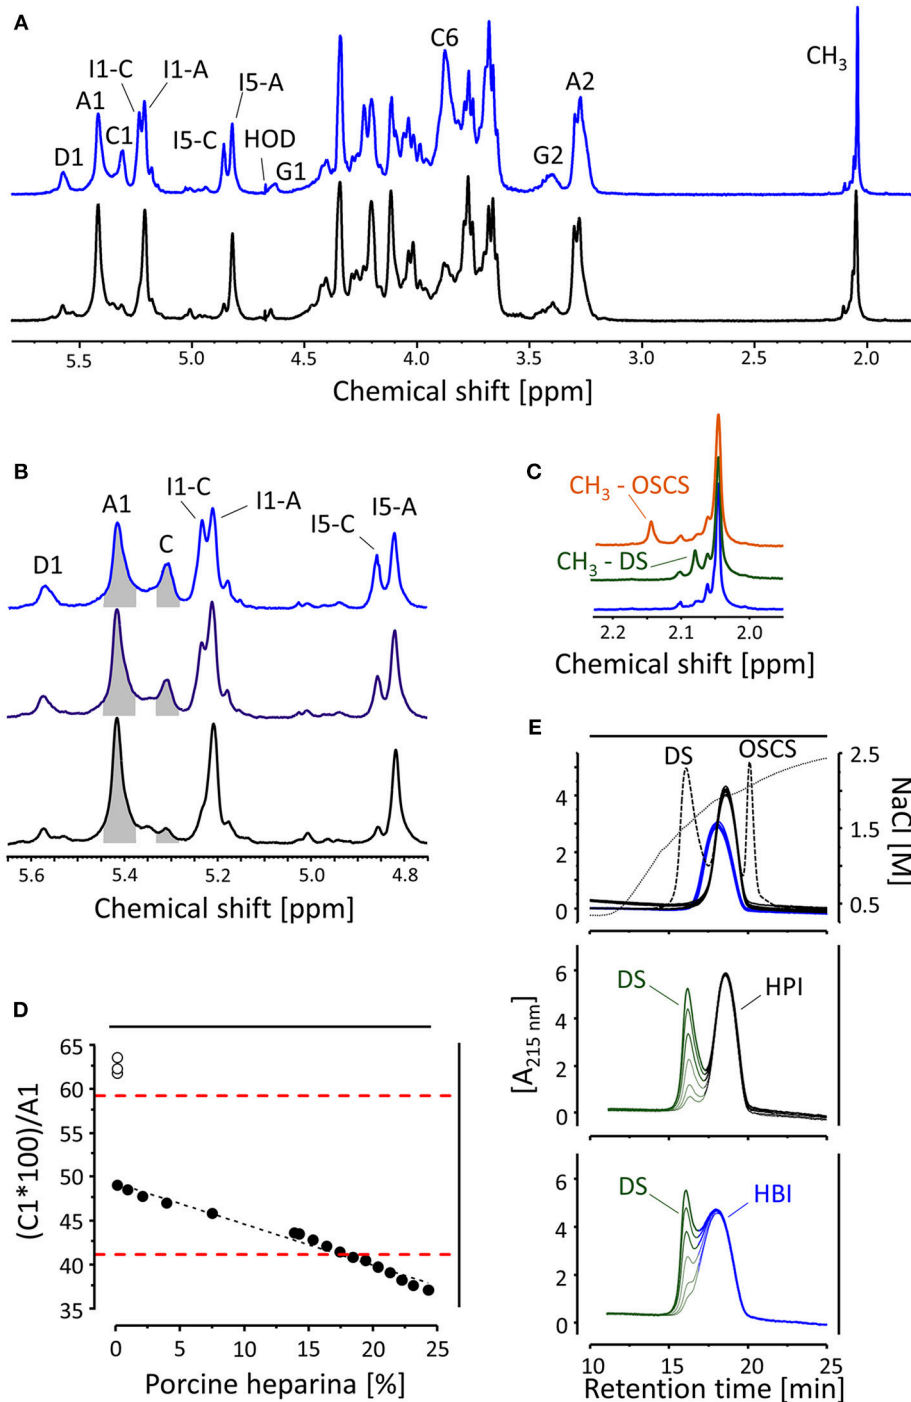 A
D1 A1 C1 I1-C I1-A I5-C I5-A HOD G1 C6 G2 A2 CH3
5.5 5.0 4.5 4.0 3.5 3.0 2.5 2.0
Chemical shift [ppm]
B
D1 A1 C I1-C I1-A I5-C I5-A
5.6 5.4 5.2 5.0 4.8
Chemical shift [ppm]
C
CH3 - OSCS
CH3 - DS
2.2 2.1 2.0
Chemical shift [ppm]
D
65
60
55
50
45
40
35
(C1*100)/A1
0 5 10 15 20 25
Porcine heparina [%]
E
DS OSCS
4
2
0
2.5
2.0
1.5
0.5
NaCl [M]
DS HPI
6
4
2
0
[A215 nm]
DS HBI
6
4
2
0
10 15 20 25
Retention time [min]